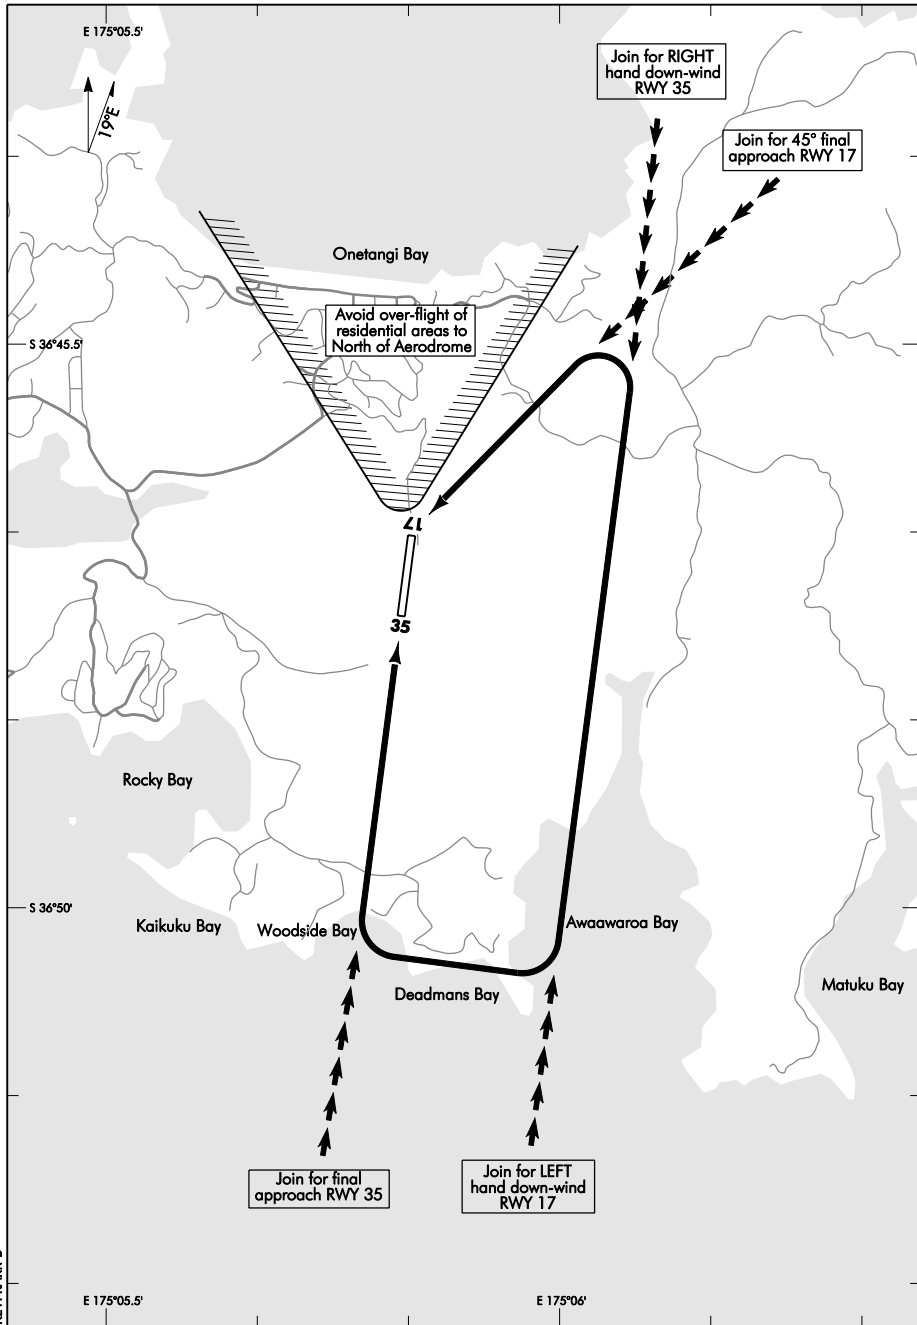 E 175°05.5'
19°E
Join for RIGHT
hand down-wind
RWY 35
Join for 45° final
approach RWY 17
Onetangi Bay
Avoid over-flight of
residential areas to
North of Aerodrome
S 36°45.5'
17
35
Rocky Bay
S 36°50'
Kaikuku Bay
Woodside Bay
Awaawaroa Bay
Deadmans Bay
Matuku Bay
Join for final
approach RWY 35
Join for LEFT
hand down-wind
RWY 17
E 175°05.5'
E 175°06'